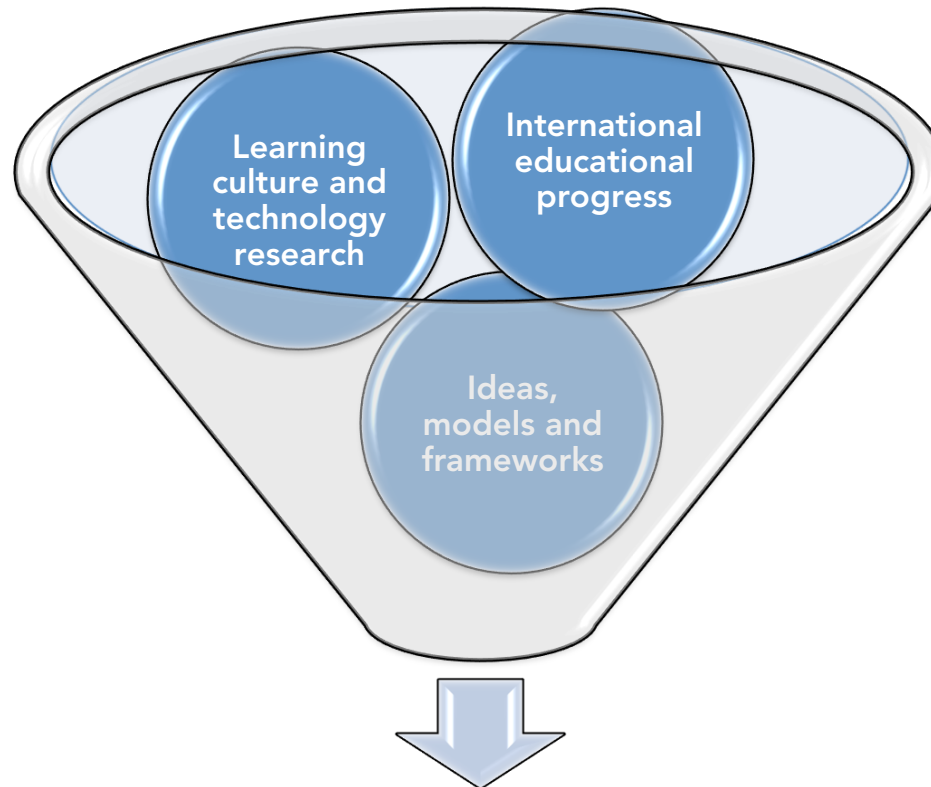 Learning
culture and
technology
research
International
educational
progress
Ideas,
models and
frameworks